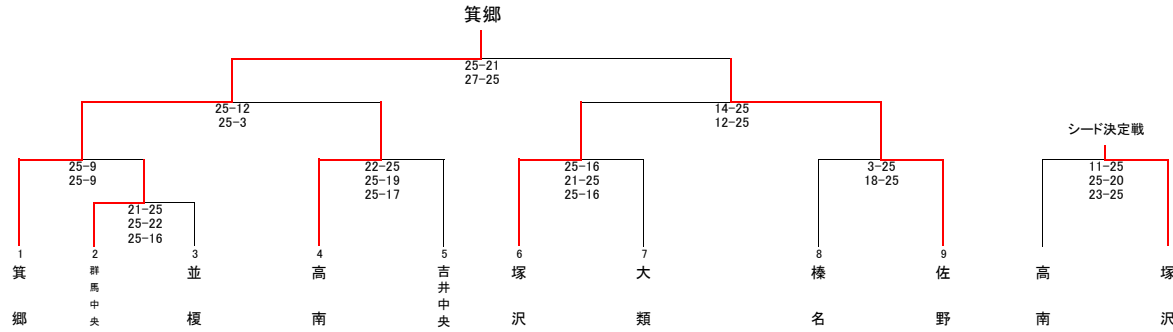 箕郷
25-21
27-25
25-12
25-3
14-25
12-25
シード決定戦
25-9
25-9
22-25
25-19
25-17
25-16
21-25
25-16
3-25
18-25
11-25
25-20
23-25
21-25
25-22
25-16
1
2
3
4
5
6
7
8
9
箕郷
群馬中央
並榎
高南
吉井中央
塚沢
大類
榛名
佐野
高南
塚沢